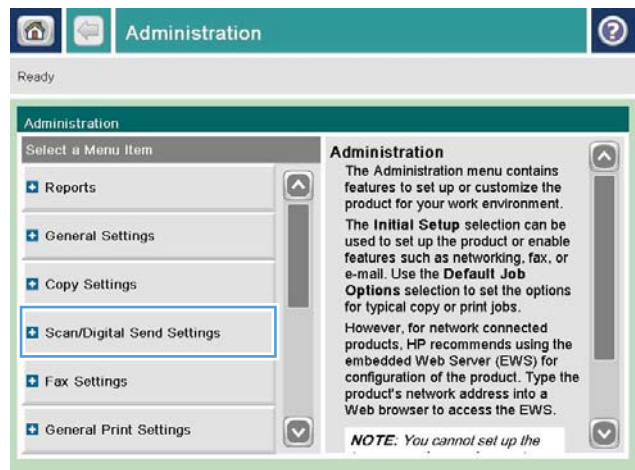 Administration
Ready
Administration
Select a Menu Item
Reports
General Settings
Copy Settings
Scan/Digital Send Settings
Fax Settings
General Print Settings
Administration
The Administration menu contains
features to set up or customize the
product for your work environment.
The Initial Setup selection can be
used to set up the product or enable
features such as networking, fax, or
e-mail. Use the Default Job
Options selection to set the options
for typical copy or print jobs.
However, for network connected
products, HP recommends using the
embedded Web Server (EWS) for
configuration of the product. Type the
product's network address into a
Web browser to access the EWS.
NOTE: You cannot set up the